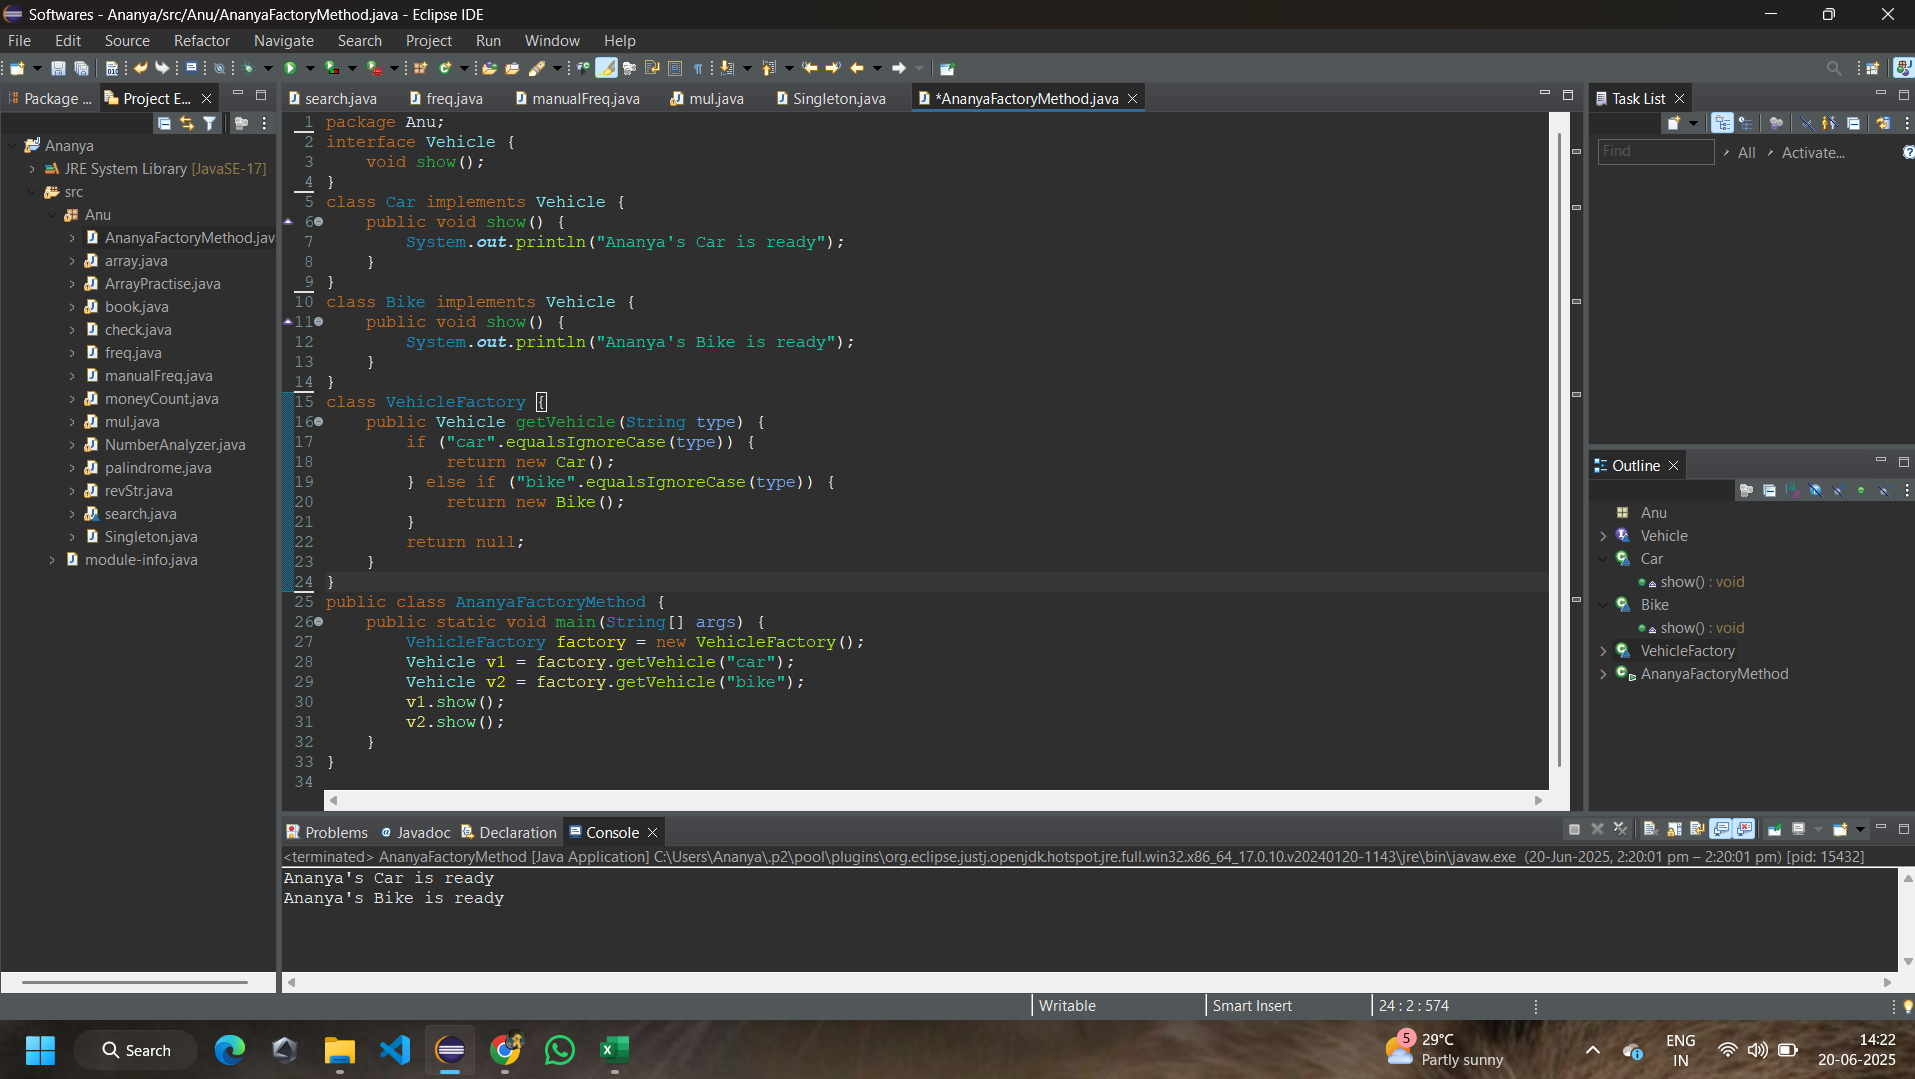 Softwares - Ananya/src/Anu/AnanyaFactoryMethod.java - Eclipse IDE
File Edit Source Refactor Navigate Search Project Run Window Help
Package ... Project E...
search.java freq.java manualFreq.java mul.java Singleton.java *AnanyaFactoryMethod.java
Ananya
JRE System Library [JavaSE-17]
src
Anu
AnanyaFactoryMethod.jav
array.java
ArrayPractise.java
book.java
check.java
freq.java
manualFreq.java
moneyCount.java
mul.java
NumberAnalyzer.java
palindrome.java
revStr.java
search.java
Singleton.java
module-info.java
1 package Anu;
2 interface Vehicle {
3     void show();
4 }
5 class Car implements Vehicle {
6     public void show() {
7         System.out.println("Ananya's Car is ready");
8     }
9 }
10 class Bike implements Vehicle {
11     public void show() {
12         System.out.println("Ananya's Bike is ready");
13     }
14 }
15 class VehicleFactory {
16     public Vehicle getVehicle(String type) {
17         if ("car".equalsIgnoreCase(type)) {
18             return new Car();
19         } else if ("bike".equalsIgnoreCase(type)) {
20             return new Bike();
21         }
22         return null;
23     }
24 }
25 public class AnanyaFactoryMethod {
26     public static void main(String[] args) {
27         VehicleFactory factory = new VehicleFactory();
28         Vehicle v1 = factory.getVehicle("car");
29         Vehicle v2 = factory.getVehicle("bike");
30         v1.show();
31         v2.show();
32     }
33 }
34
Task List
Find All Activate...
Outline
Anu
Vehicle
Car
show() : void
Bike
show() : void
VehicleFactory
AnanyaFactoryMethod
Problems Javadoc Declaration Console
<terminated> AnanyaFactoryMethod [Java Application] C:\Users\Ananya\.p2\pool\plugins\org.eclipse.justj.openjdk.hotspot.jre.full.win32.x86_64_17.0.10.v20240120-1143\jre\bin\javaw.exe (20-Jun-2025, 2:20:01 pm – 2:20:01 pm) [pid: 15432]
Ananya's Car is ready
Ananya's Bike is ready
Writable Smart Insert 24 : 2 : 574
Search
5 29°C
Partly sunny
ENG
IN
14:22
20-06-2025